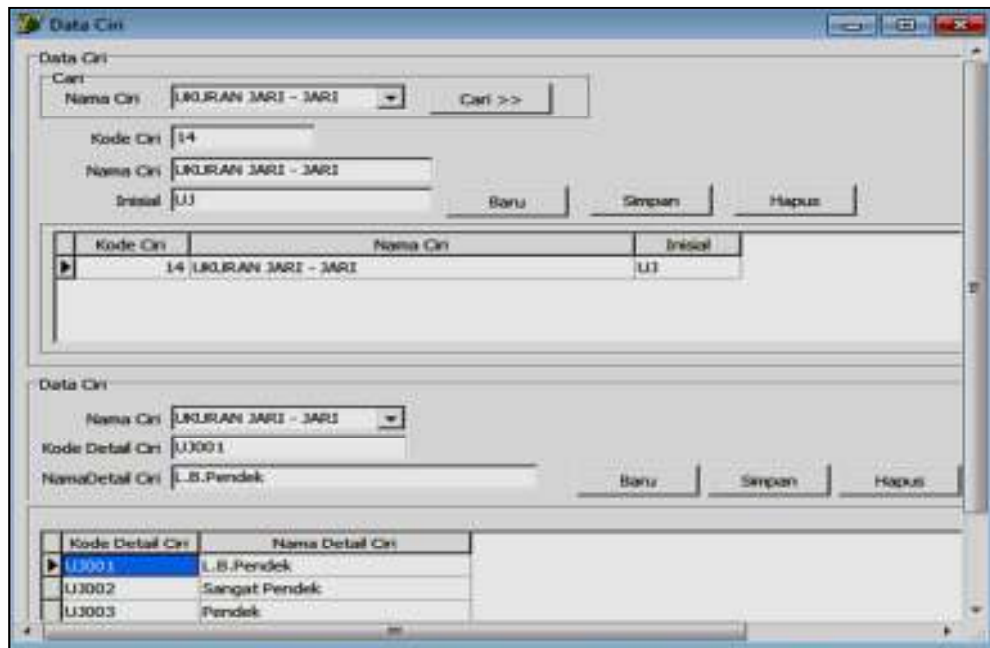 Data Ciri
Data Ciri
Cari
Nama Ciri UKURAN JARI - JARI Cari >>
Kode Ciri 14
Nama Ciri UKURAN JARI - JARI
Inisial UJ Baru Simpan Hapus
Kode Ciri Nama Ciri Inisial
14 UKURAN JARI - JARI UJ
Data Ciri
Nama Ciri UKURAN JARI - JARI
Kode Detail Ciri UJ001
NamaDetail Ciri L.B.Pendek Baru Simpan Hapus
Kode Detail Ciri Nama Detail Ciri
UJ001 L.B.Pendek
UJ002 Sangat Pendek
UJ003 Pendek